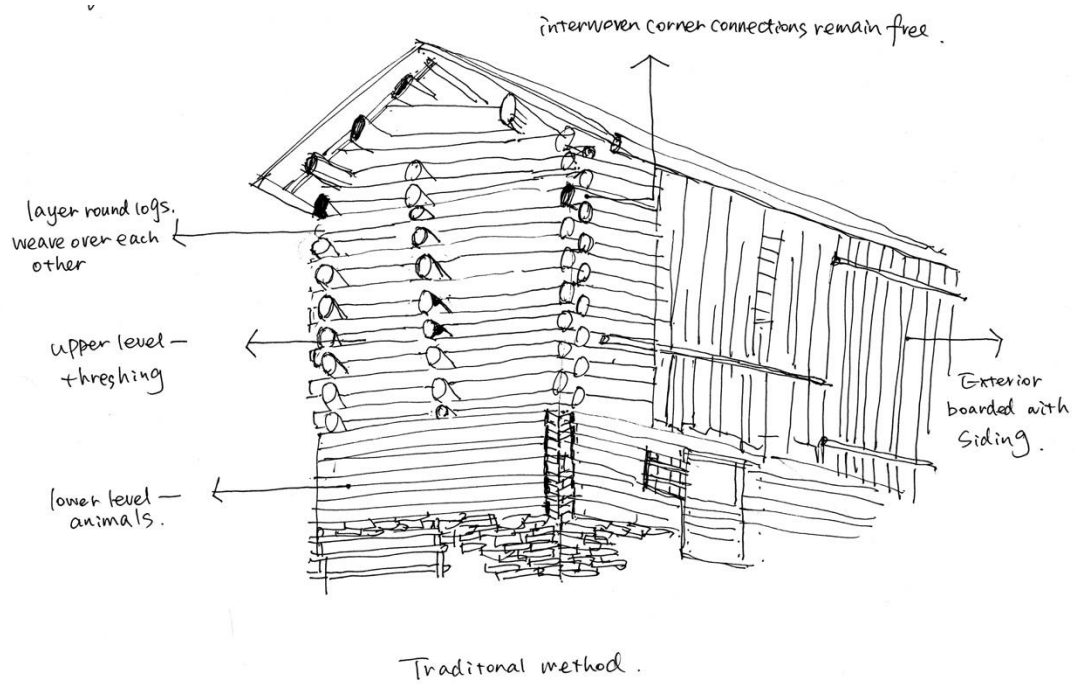 interwoven corner connections remain free.
layer round logs.
weave over each
other
upper level —
threshing
Exterior
boarded with
Siding.
lower level —
animals.
Traditonal method.